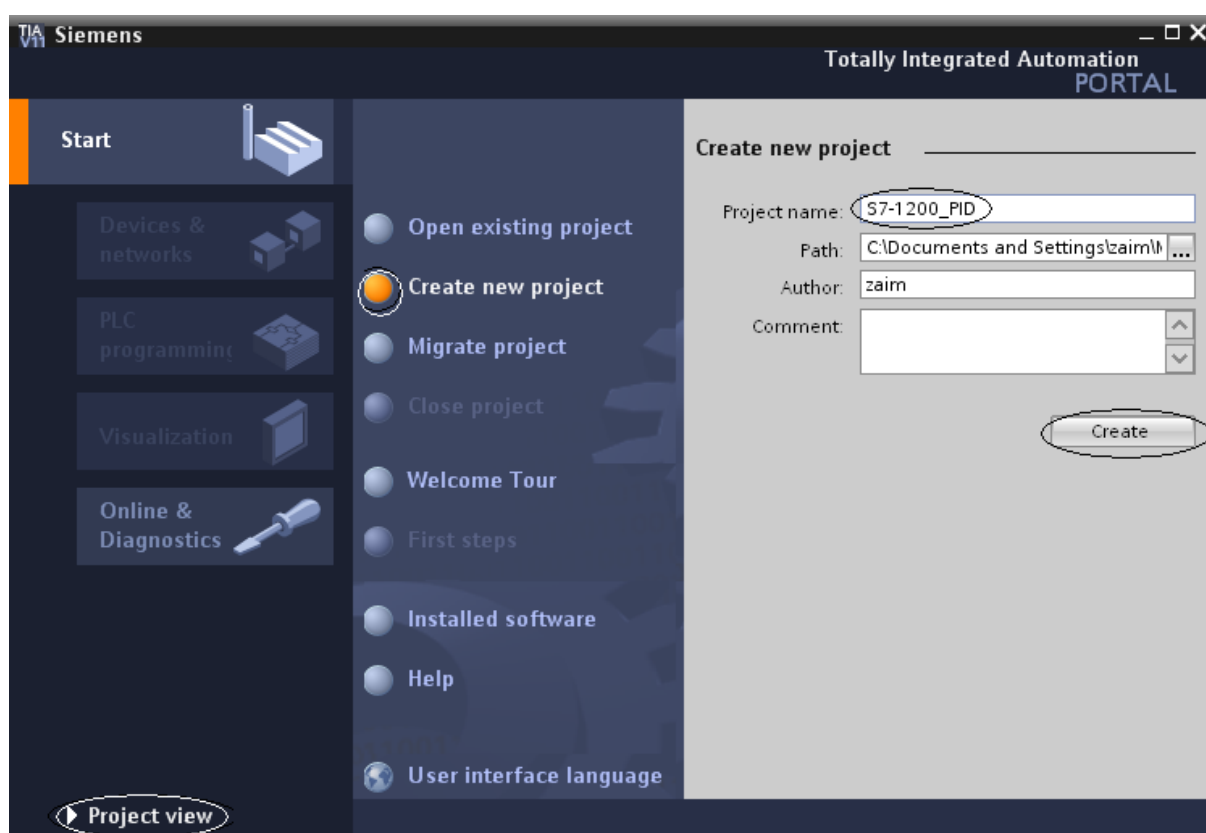 TIA
V11 Siemens
Totally Integrated Automation
PORTAL
Start
Devices &
networks
PLC
programming
Visualization
Online &
Diagnostics
Project view
Open existing project
Create new project
Migrate project
Close project
Welcome Tour
First steps
Installed software
Help
User interface language
Create new project
Project name: S7-1200_PID
Path: C:\Documents and Settings\zaim\M ...
Author: zaim
Comment:
Create